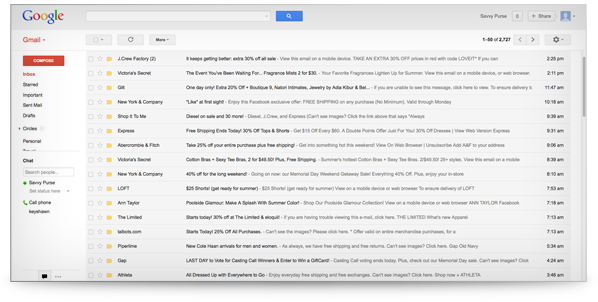 Google
Savvy Purse
0
+ Share
Gmail
More
1–50 of 2,727
COMPOSE
Inbox
Starred
Important
Sent Mail
Drafts
Circles
Personal
Travel
Chat
Search people...
Savvy Purse
Set status here
Call phone
keyshawn
J.Crew Factory (2) It keeps getting better: extra 30% off all sale - View this email on a mobile device. TAKE AN EXTRA 30% OFF prices in red with code LOVEIT* If you can 2:25 pm
Victoria's Secret The Event You've Been Waiting For... Fragrance Mists 2 for $30. - Your Favorite Fragrances Lighten Up for Summer. View this email on a mobile device, or web browser. 2:11 pm
Gilt One day only! Extra 20% Off + Boutique 9, Natori Intimates, Jewelry by Adia Kibur & Bel... - If you are unable to see this message, click here to view. To ensure delivery to 11:47 am
New York & Company "Like" at first sight! - Enjoy this Facebook exclusive offer: FREE SHIPPING on any purchase (No Minimum). Valid through Monday 10:18 am
Shop It To Me Diesel on sale and 30 more! - Diesel, J.Crew, and Express. (Can't see images? Click the link above that says "Always 9:39 am
Express Free Shipping Ends Today! 30% Off Tops & Shorts - Get $15 Off Every $60. A Double Points Offer Just For You! 30% Off Dresses | View Web Version Express 9:31 am
Abercrombie & Fitch Take 25% off your entire purchase plus free shipping! - Get into something hot this weekend! View On Web Browser | Unsubscribe Add A&F to your address 9:06 am
Victoria's Secret Cotton Bras + Sexy Tee Bras, 2 for $49.50! Plus, Free Shipping. - Summer's hottest Cotton Bras + Sexy Tee Bras. 2/$49.50! 25+ styles. View this email on a mobile 8:39 am
New York & Company 40% off for the long weekend! - Going on now: our Memorial Day Weekend Getaway Sale! Everything 40% Off. Plus, enjoy your in-store 8:10 am
LOFT $25 Shorts! (get ready for summer) - $25 Shorts! (get ready for summer) View on a mobile device or web browser To ensure delivery of LOFT 7:53 am
Ann Taylor Poolside Glamour: Make A Splash With Summer Color! - Shop Our Poolside Glamour Collection! View on a mobile device or web browser ANN TAYLOR Facebook 7:18 am
The Limited Starts today! 30% off at The Limited & eloquii! - If you are having trouble viewing this e-mail, click here. THE LIMITED What's new Apparel 7:13 am
talbots.com Starts Today! 25% Off All Purchases. - Can't see the images? Please click here. * Offer valid on entire merchandise purchases, for a 7:13 am
Piperlime New Cole Haan arrivals for men and women. - As always, we have free shipping and free returns. Can't see images? Click here. Gap Old Navy 5:34 am
Gap LAST DAY to Vote for Casting Call Winners & Enter to Win a GiftCard! - Casting Call voting ends today. Plus, check out our Memorial Day sale. Can't see images? Click 4:34 am
Athleta All Dressed Up with Everywhere to Go - Enjoy everyday free shipping and free exchanges. Can't see images? Click here. Shop now » ATHLETA 3:46 am